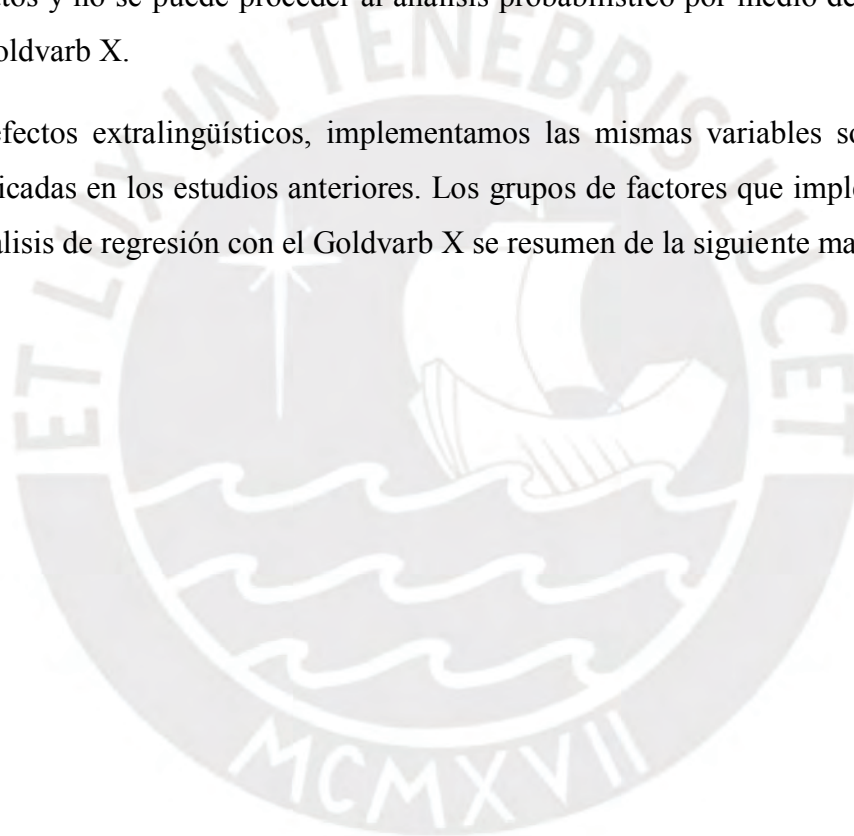 y no se puede proceder al análisis probabilístico por medio de
oldvarb X.
efectos extralingüísticos, implementamos las mismas variables so
icadas en los estudios anteriores. Los grupos de factores que imple
lisis de regresión con el Goldvarb X se resumen de la siguiente ma
ET LUX IN TENEBRIS LUCET
MCMXVII